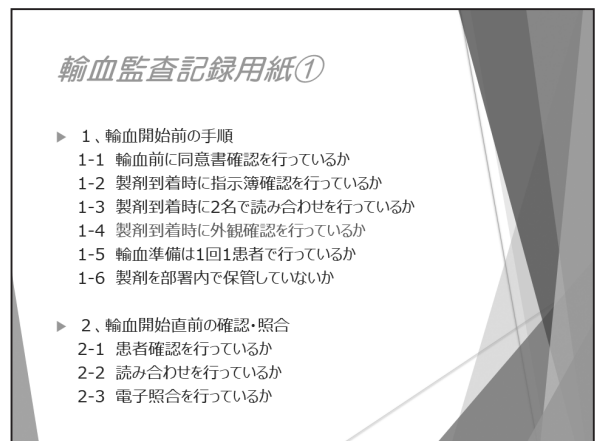 輸血監査記録用紙①
▶ 1、輸血開始前の手順
1-1 輸血前に同意書確認を行っているか
1-2 製剤到着時に指示簿確認を行っているか
1-3 製剤到着時に2名で読み合わせを行っているか
1-4 製剤到着時に外観確認を行っているか
1-5 輸血準備は1回1患者で行っているか
1-6 製剤を部署内で保管していないか
▶ 2、輸血開始直前の確認・照合
2-1 患者確認を行っているか
2-2 読み合わせを行っているか
2-3 電子照合を行っているか